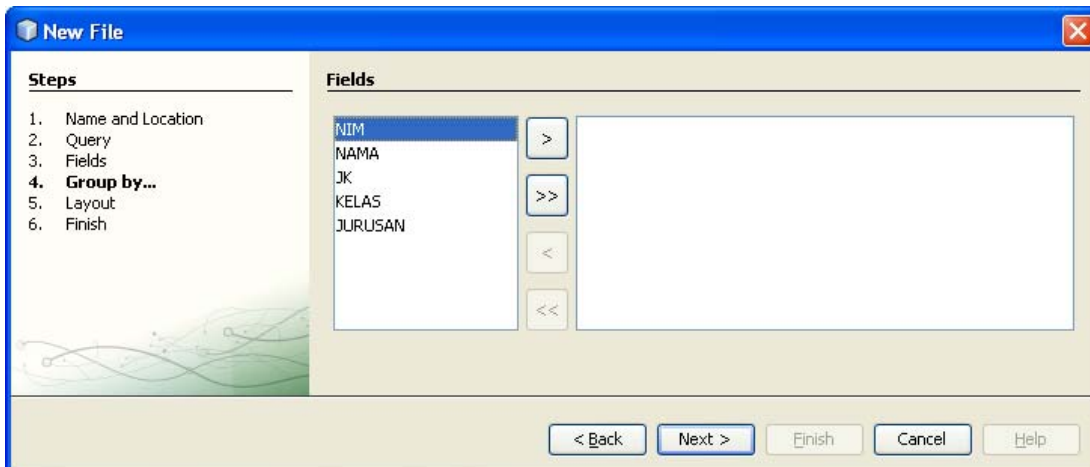 New File
Steps
1. Name and Location
2. Query
3. Fields
4. Group by...
5. Layout
6. Finish
Fields
NIM
NAMA
JK
KELAS
JURUSAN
>
>>
<
<<
< Back
Next >
Finish
Cancel
Help